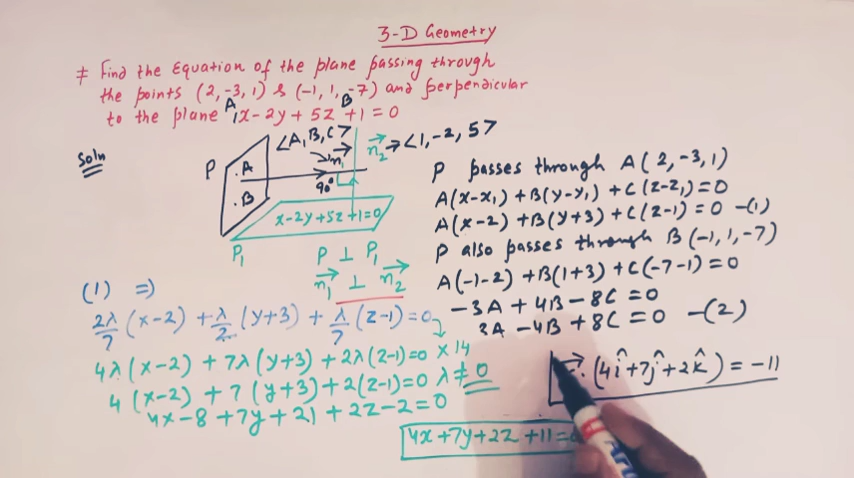 3-D Geometry
# Find the Equation of the plane passing through
the points (2, -3, 1) & (-1, 1, -7) and perpendicular
A B
to the plane 1x - 2y + 5z + 1 = 0
Soln
P
.A
.B
<A, B, C>
n₁→
90°
n₂→ → <1, -2, 5>
x - 2y + 5z + 1 = 0
P₁
P ⊥ P₁
n₁→ ⊥ n₂→
P passes through A(2, -3, 1)
A(x-x₁) + B(y-y₁) + C(z-z₁) = 0
A(x-2) + B(y+3) + C(z-1) = 0 -(1)
P also passes through B(-1, 1, -7)
A(-1-2) + B(1+3) + C(-7-1) = 0
-3A + 4B - 8C = 0
3A - 4B + 8C = 0 -(2)
(1) ⇒
2λ/7 (x-2) + λ/2 (y+3) + λ/7 (z-1) = 0
× 14
4λ(x-2) + 7λ(y+3) + 2λ(z-1) = 0
λ ≠ 0
4(x-2) + 7(y+3) + 2(z-1) = 0
4x - 8 + 7y + 21 + 2z - 2 = 0
4x + 7y + 2z + 11 =
. (4î + 7ĵ + 2k̂) = -11